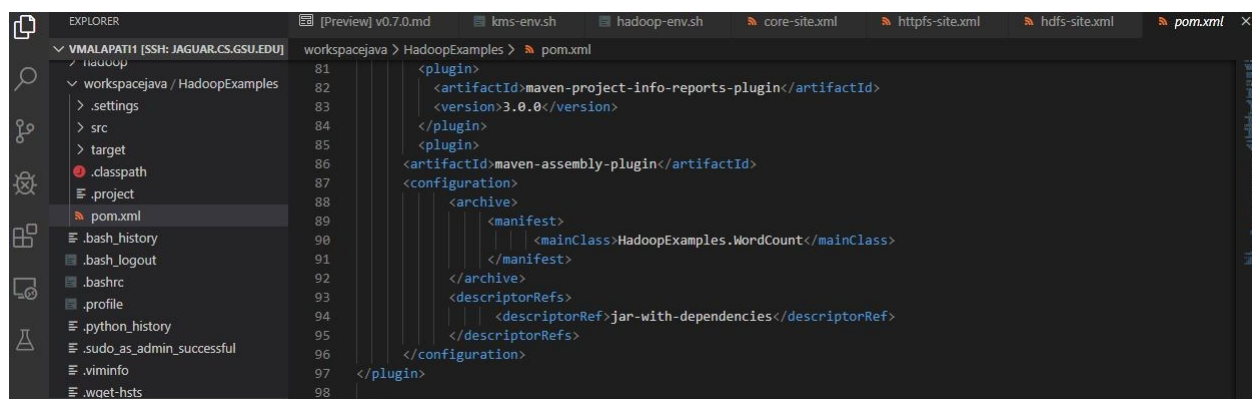 EXPLORER
[Preview] v0.7.0.md
kms-env.sh
hadoop-env.sh
core-site.xml
httpfs-site.xml
hdfs-site.xml
pom.xml
VMALAPATI1 [SSH: JAGUAR.CS.GSU.EDU]
hadoop
workspacejava / HadoopExamples
.settings
src
target
.classpath
.project
pom.xml
.bash_history
.bash_logout
.bashrc
.profile
.python_history
.sudo_as_admin_successful
.viminfo
.wget-hsts
workspacejava > HadoopExamples > pom.xml
81 <plugin>
82 <artifactId>maven-project-info-reports-plugin</artifactId>
83 <version>3.0.0</version>
84 </plugin>
85 <plugin>
86 <artifactId>maven-assembly-plugin</artifactId>
87 <configuration>
88 <archive>
89 <manifest>
90 <mainClass>HadoopExamples.WordCount</mainClass>
91 </manifest>
92 </archive>
93 <descriptorRefs>
94 <descriptorRef>jar-with-dependencies</descriptorRef>
95 </descriptorRefs>
96 </configuration>
97 </plugin>
98